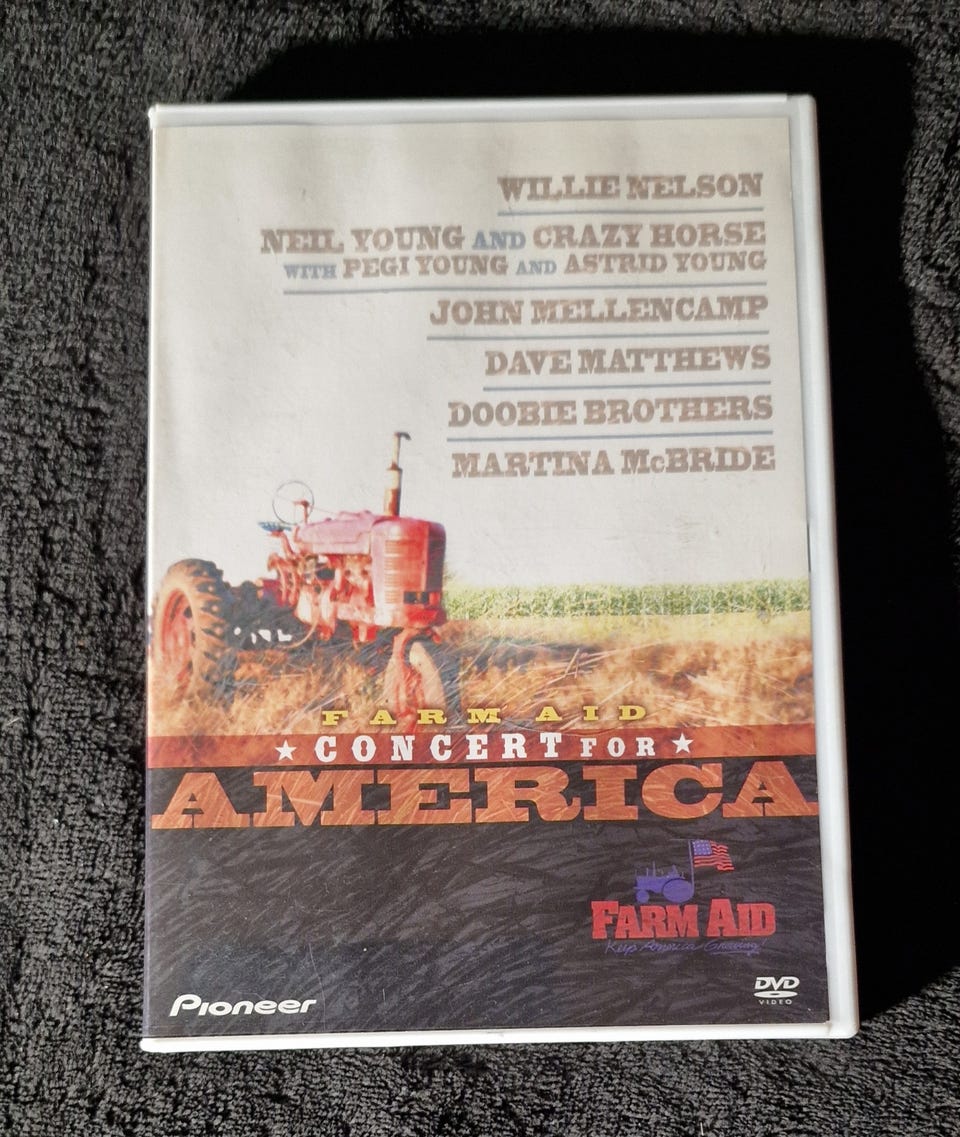 WILLIE NELSON
NEIL YOUNG AND CRAZY HORSE
WITH PEGI YOUNG AND ASTRID YOUNG
JOHN MELLENCAMP
DAVE MATTHEWS
DOOBIE BROTHERS
MARTINA McBRIDE
FARM AID
★ CONCERT FOR ★
AMERICA
FARM AID
Keep America Growing!
Pioneer
DVD
VIDEO